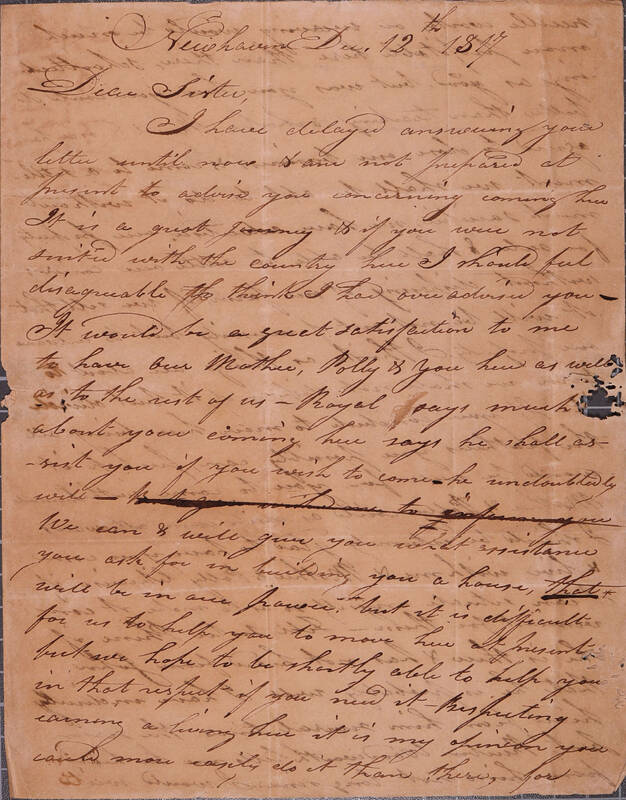 Newhaven Dec. 12th 1817
Dear Sister,
I have delayed answering your
letter until now & am not prepared at
present to advise you concerning coming here
It is a great journey & if you were not
suited with the country here I should feel
disagreable to think I had over advised you—
It would be a great satisfaction to me
to have our Mother, Polly & you here as well
as to the rest of us – Royal says much
about your coming here says he shall as-
-sist you if you wish to come – he undoubtedly
will – to inform you
We can & will give you what assistance
you ask for in building you a house, that
will be in our power. but it is difficult
for us to help you to move here at present
but we hope to be shortly able to help you
in that respect if you need it – Respecting
earning a living here it is my opinion you
could more easily do it than there, for